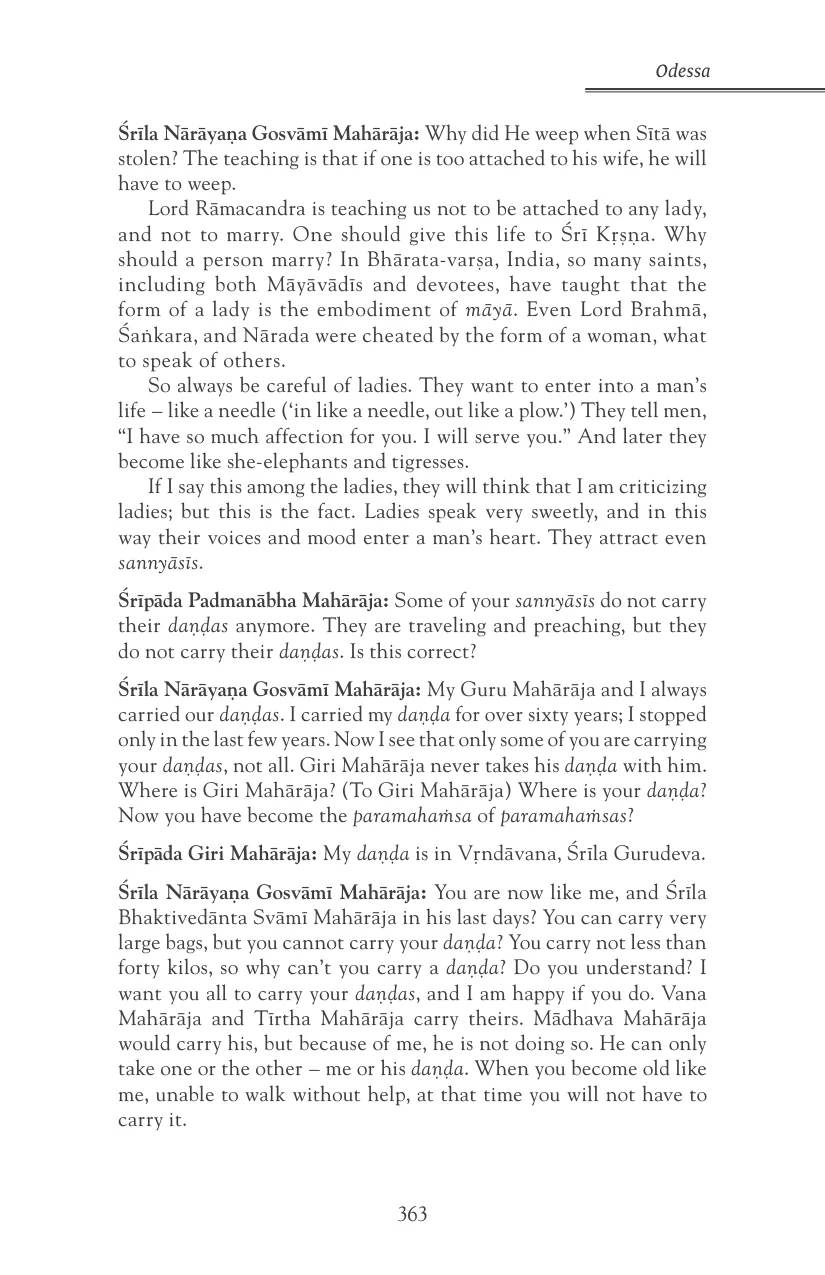 Odessa
Śrīla Nārāyaṇa Gosvāmī Mahārāja: Why did He weep when Sītā was
stolen? The teaching is that if one is too attached to his wife, he will
have to weep.
Lord Rāmacandra is teaching us not to be attached to any lady,
and not to marry. One should give this life to Śrī Kṛṣṇa. Why
should a person marry? In Bhārata-varṣa, India, so many saints,
including both Māyāvādīs and devotees, have taught that the
form of a lady is the embodiment of māyā. Even Lord Brahmā,
Śaṅkara, and Nārada were cheated by the form of a woman, what
to speak of others.
So always be careful of ladies. They want to enter into a man’s
life – like a needle (‘in like a needle, out like a plow.’) They tell men,
“I have so much affection for you. I will serve you.” And later they
become like she-elephants and tigresses.
If I say this among the ladies, they will think that I am criticizing
ladies; but this is the fact. Ladies speak very sweetly, and in this
way their voices and mood enter a man’s heart. They attract even
sannyāsīs.
Śrīpāda Padmanābha Mahārāja: Some of your sannyāsīs do not carry
their daṇḍas anymore. They are traveling and preaching, but they
do not carry their daṇḍas. Is this correct?
Śrīla Nārāyaṇa Gosvāmī Mahārāja: My Guru Mahārāja and I always
carried our daṇḍas. I carried my daṇḍa for over sixty years; I stopped
only in the last few years. Now I see that only some of you are carrying
your daṇḍas, not all. Giri Mahārāja never takes his daṇḍa with him.
Where is Giri Mahārāja? (To Giri Mahārāja) Where is your daṇḍa?
Now you have become the paramahaṁsa of paramahaṁsas?
Śrīpāda Giri Mahārāja: My daṇḍa is in Vṛndāvana, Śrīla Gurudeva.
Śrīla Nārāyaṇa Gosvāmī Mahārāja: You are now like me, and Śrīla
Bhaktivedānta Svāmī Mahārāja in his last days? You can carry very
large bags, but you cannot carry your daṇḍa? You carry not less than
forty kilos, so why can’t you carry a daṇḍa? Do you understand? I
want you all to carry your daṇḍas, and I am happy if you do. Vana
Mahārāja and Tīrtha Mahārāja carry theirs. Mādhava Mahārāja
would carry his, but because of me, he is not doing so. He can only
take one or the other – me or his daṇḍa. When you become old like
me, unable to walk without help, at that time you will not have to
carry it.
363